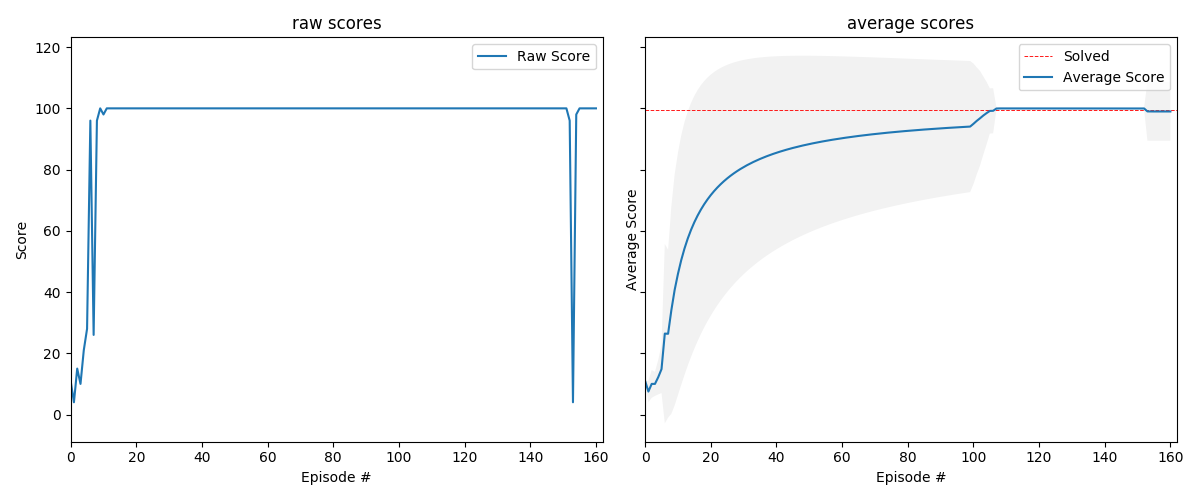 raw scores
120
100
80
60
40
20
0
Score
Raw Score
0 20 40 60 80 100 120 140 160
Episode #
average scores
Solved
Average Score
Average Score
0 20 40 60 80 100 120 140 160
Episode #